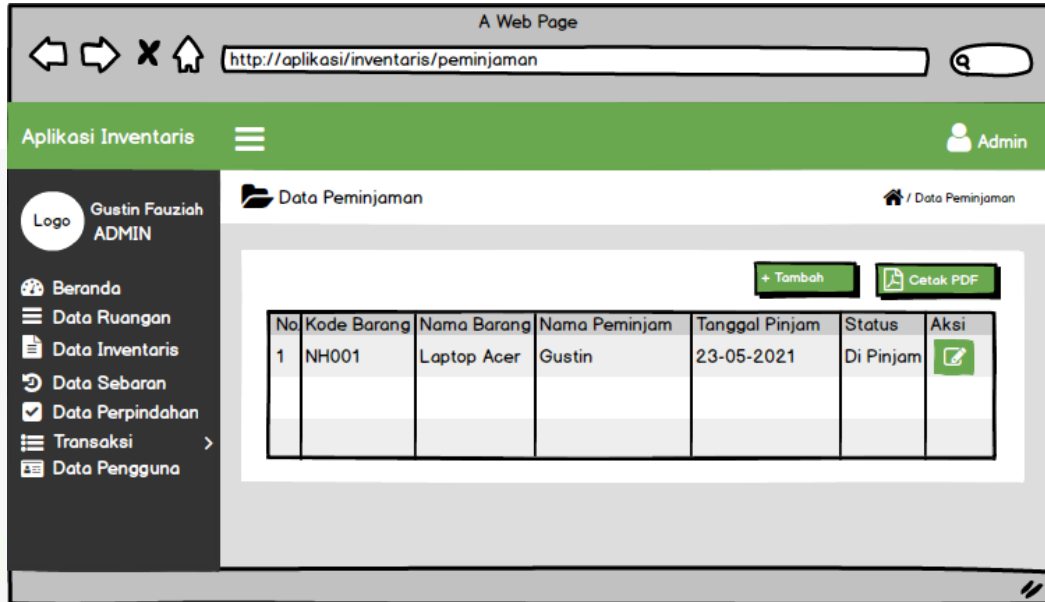 A Web Page
http://aplikasi/inventaris/peminjaman
Aplikasi Inventaris
Admin
Logo
Gustin Fauziah
ADMIN
Beranda
Data Ruangan
Data Inventaris
Data Sebaran
Data Perpindahan
Transaksi >
Data Pengguna
Data Peminjaman
/ Data Peminjaman
+ Tambah Cetak PDF
No Kode Barang Nama Barang Nama Peminjam Tanggal Pinjam Status Aksi
1 NH001 Laptop Acer Gustin 23-05-2021 Di Pinjam